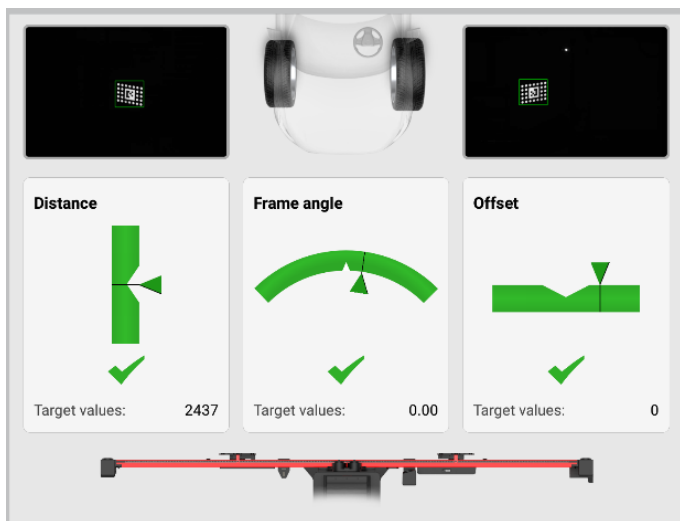 Distance
Frame angle
Offset
Target values: 2437
Target values: 0.00
Target values: 0